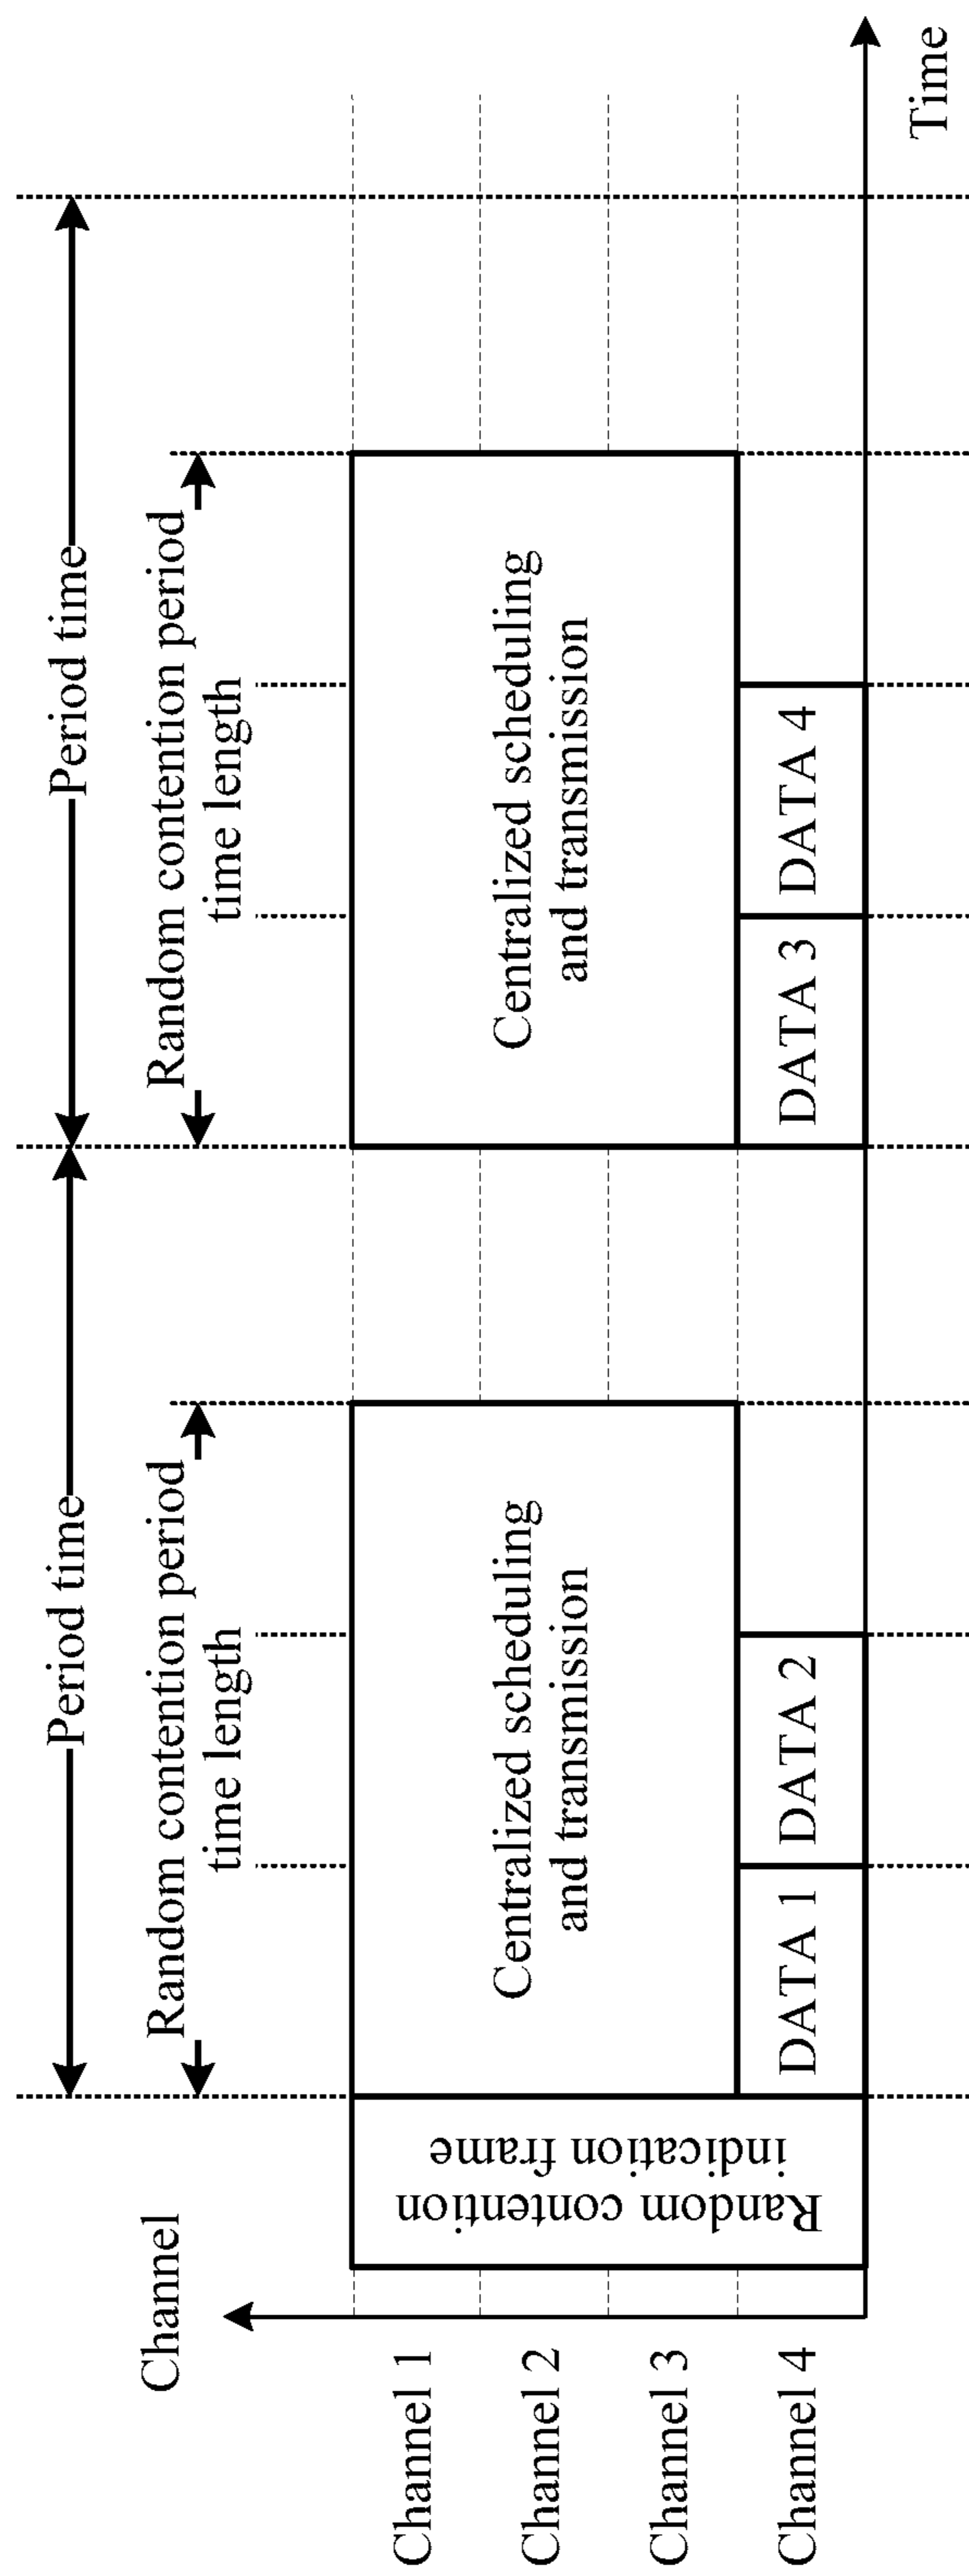 Period time
Period time
Random contention period
time length
Random contention period
time length
Channel
Channel 1
Channel 2
Channel 3
Channel 4
Random contention
indication frame
Centralized scheduling
and transmission
DATA 1
DATA 2
Centralized scheduling
and transmission
DATA 3
DATA 4
Time